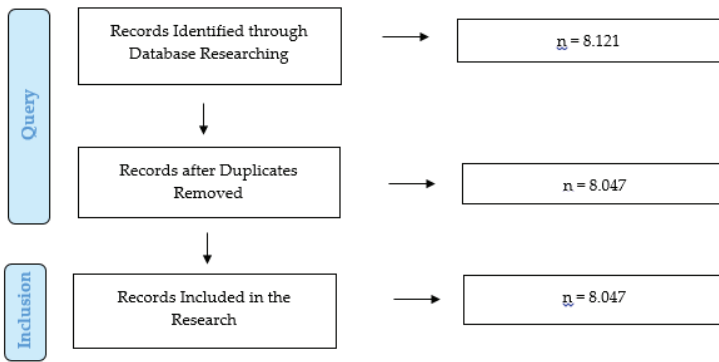 Query
Records Identified through
Database Researching
n = 8.121
Records after Duplicates
Removed
n = 8.047
Inclusion
Records Included in the
Research
n = 8.047